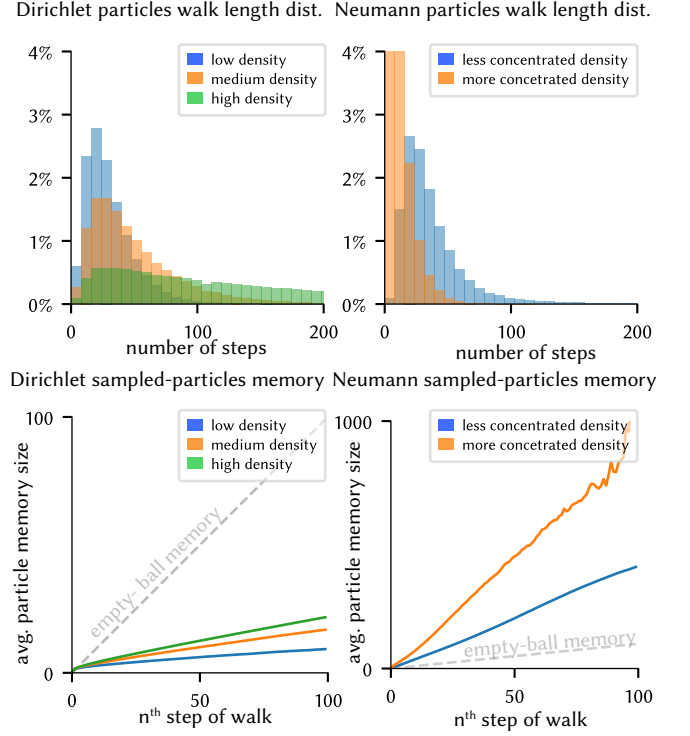 Dirichlet particles walk length dist.
Neumann particles walk length dist.
4%
3%
2%
1%
0%
low density
medium density
high density
0
100
200
number of steps
4%
3%
2%
1%
0%
less concentrated density
more concetrated density
0
100
200
number of steps
Dirichlet sampled-particles memory
Neumann sampled-particles memory
avg. particle memory size
100
0
low density
medium density
high density
empty- ball memory
0
50
100
nth step of walk
avg. particle memory size
1000
0
less concentrated density
more concetrated density
empty-ball memory
0
50
100
nth step of walk